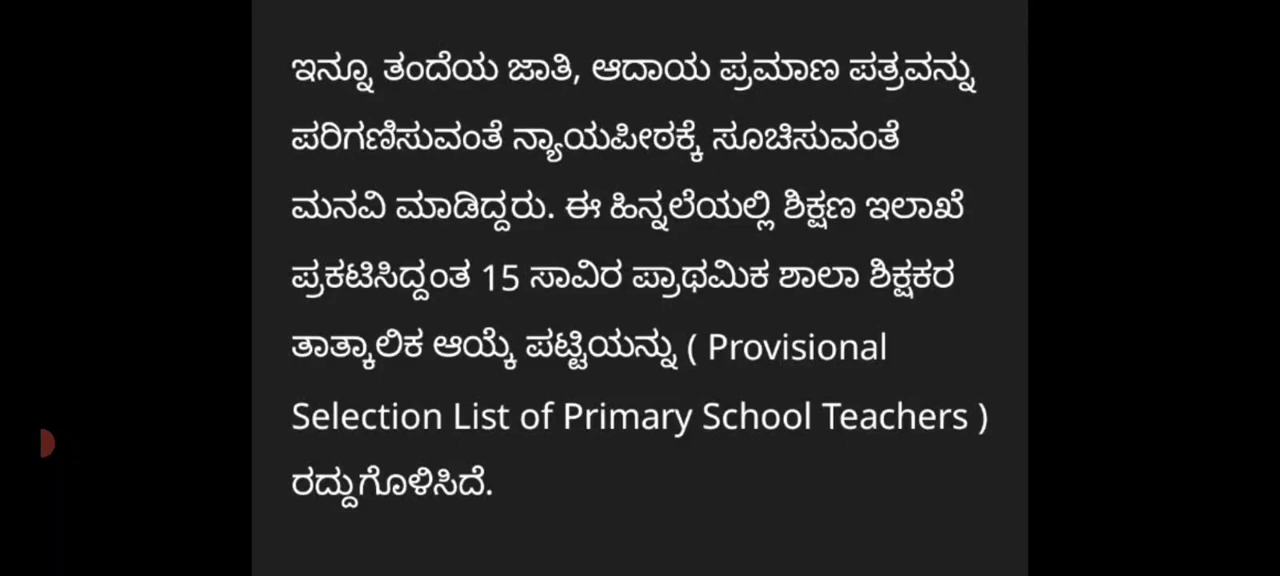 ಇನ್ನೂ ತಂದೆಯ ಜಾತಿ, ಆದಾಯ ಪ್ರಮಾಣ ಪತ್ರವನ್ನು
ಪರಿಗಣಿಸುವಂತೆ ನ್ಯಾಯಪೀಠಕ್ಕೆ ಸೂಚಿಸುವಂತೆ
ಮನವಿ ಮಾಡಿದ್ದರು. ಈ ಹಿನ್ನಲೆಯಲ್ಲಿ ಶಿಕ್ಷಣ ಇಲಾಖೆ
ಪ್ರಕಟಿಸಿದ್ದಂತ 15 ಸಾವಿರ ಪ್ರಾಥಮಿಕ ಶಾಲಾ ಶಿಕ್ಷಕರ
ತಾತ್ಕಾಲಿಕ ಆಯ್ಕೆ ಪಟ್ಟಿಯನ್ನು ( Provisional
Selection List of Primary School Teachers )
ರದ್ದುಗೊಳಿಸಿದೆ.